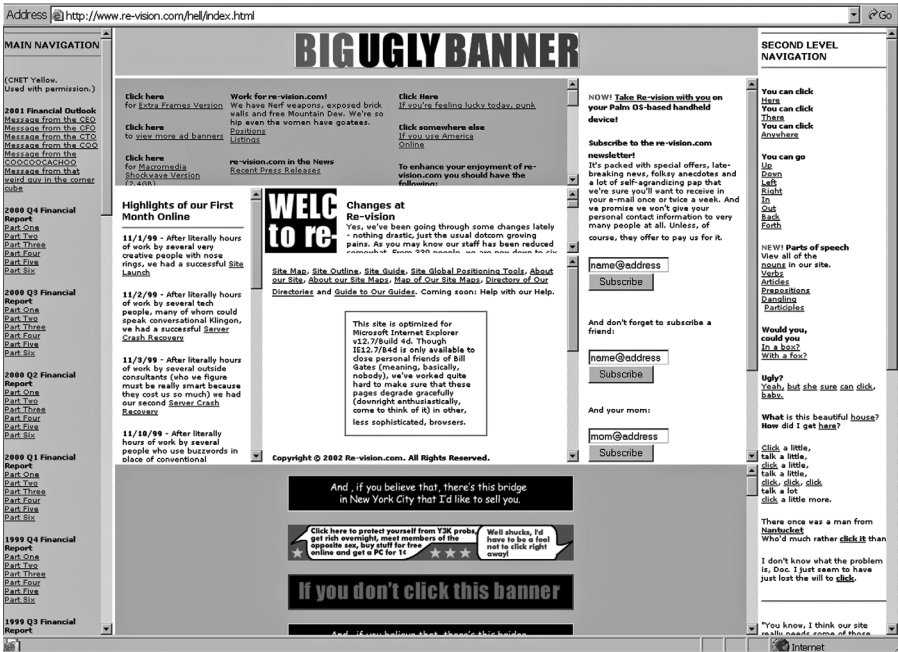 Address http://www.re-vision.com/hell/index.html Go
MAIN NAVIGATION
(CNET Yellow.
Used with permission.)
2001 Financial Outlook
Message from the CEO
Message from the CFO
Message from the CTO
Message from the COO
Message from the
COOCOOCACHOO
Message from that
weird guy in the corner
cube
2000 Q4 Financial
Report
Part One
Part Two
Part Three
Part Four
Part Five
Part Six
2000 Q3 Financial
Report
Part One
Part Two
Part Three
Part Four
Part Five
Part Six
2000 Q2 Financial
Report
Part One
Part Two
Part Three
Part Four
Part Five
Part Six
2000 Q1 Financial
Report
Part One
Part Two
Part Three
Part Four
Part Five
Part Six
1999 Q4 Financial
Report
Part One
Part Two
Part Three
Part Four
Part Five
Part Six
1999 Q3 Financial
Report
BIG UGLY BANNER
Click here
for Extra Frames Version
Click here
to view more ad banners
Click here
for Macromedia
Shockwave Version
(2.4GB)
Work for re-vision.com!
We have Nerf weapons, exposed brick
walls and free Mountain Dew. We're so
hip even the women have goatees.
Positions
Listings
re-vision.com in the News
Recent Press Releases
Click Here
If you're feeling lucky today, punk
Click somewhere else
If you use America
Online
To enhance your enjoyment of re-
vision.com you should have the
following:
Highlights of our First
Month Online
11/1/99 - After literally hours
of work by several very
creative people with nose
rings, we had a successful Site
Launch
11/2/99 - After literally hours
of work by several tech
people, many of whom could
speak conversational Klingon,
we had a successful Server
Crash Recovery
11/3/99 - After literally hours
of work by several outside
consultants (who we figure
must be really smart because
they cost us so much) we had
our second Server Crash
Recovery
11/10/99 - After literally
hours of work by several
people who use buzzwords in
place of conventional
WELC
to re-
Changes at
Re-vision
Yes, we've been going through some changes lately
- nothing drastic, just the usual dotcom growing
pains. As you may know our staff has been reduced
somewhat. From 330 people, we are now down to six
Site Map, Site Outline, Site Guide, Site Global Positioning Tools, About
our Site, About our Site Maps, Map of Our Site Maps, Directory of Our
Directories and Guide to Our Guides. Coming soon: Help with our Help.
This site is optimized for
Microsoft Internet Explorer
v12.7/Build 4d. Though
IE12.7/B4d is only available to
close personal friends of Bill
Gates (meaning, basically,
nobody), we've worked quite
hard to make sure that these
pages degrade gracefully
(downright enthusiastically,
come to think of it) in other,
less sophisticated, browsers.
Copyright © 2002 Re-vision.com. All Rights Reserved.
NOW! Take Re-vision with you on
your Palm OS-based handheld
device!
Subscribe to the re-vision.com
newsletter!
It's packed with special offers, late-
breaking news, folksy anecdotes and
a lot of self-agrandizing pap that
we're sure you'll want to receive in
your e-mail once or twice a week. And
we promise we won't give your
personal contact information to very
many people at all. Unless, of
course, they offer to pay us for it.
name@address
Subscribe
And don't forget to subscribe a
friend:
name@address
Subscribe
And your mom:
mom@address
Subscribe
And , if you believe that, there's this bridge
in New York City that I'd like to sell you.
Click here to protect yourself from Y3K probs,
get rich overnight, meet members of the
opposite sex, buy stuff for free
online and get a PC for 1¢
Well shucks, I'd
have to be a fool
not to click right
away!
If you don't click this banner
And , if you believe that, there's this bridge
SECOND LEVEL
NAVIGATION
You can click
Here
You can click
There
You can click
Anywhere
You can go
Up
Down
Left
Right
In
Out
Back
Forth
NEW! Parts of speech
View all of the
nouns in our site.
Verbs
Articles
Prepositions
Dangling
Participles
Would you,
could you
In a box?
With a fox?
Ugly?
Yeah, but she sure can click,
baby.
What is this beautiful house?
How did I get here?
Click a little,
talk a little,
click a little,
talk a little,
click, click, click
talk a lot
click a little more.
There once was a man from
Nantucket
Who'd much rather click it than
I don't know what the problem
is, Doc. I just seem to have
just lost the will to click.
"You know, I think our site
really needs some of those
Internet